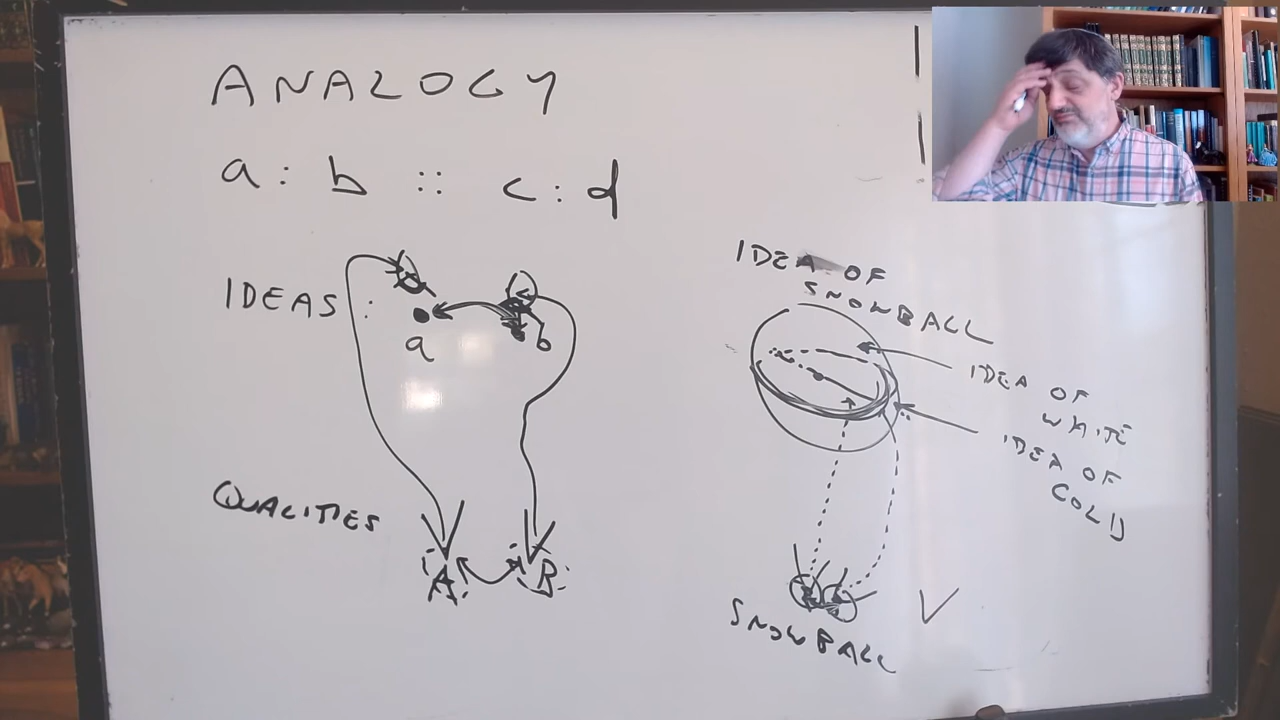 ANALOGY
a : b :: c : d
IDEAS :
a
b
QUALITIES
A
B
IDEA OF
SNOWBALL
IDEA OF
WHITE
IDEA OF
COLD
SNOWBALL